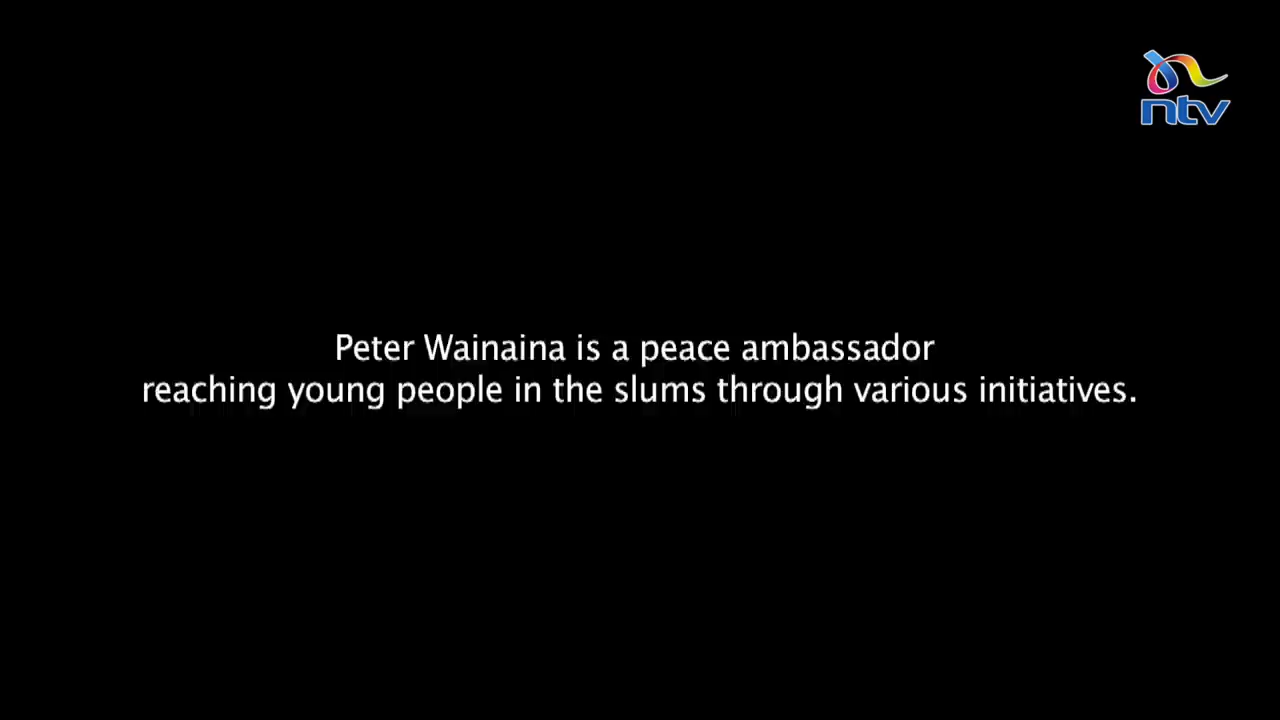 ntv
Peter Wainaina is a peace ambassador
reaching young people in the slums through various initiatives.